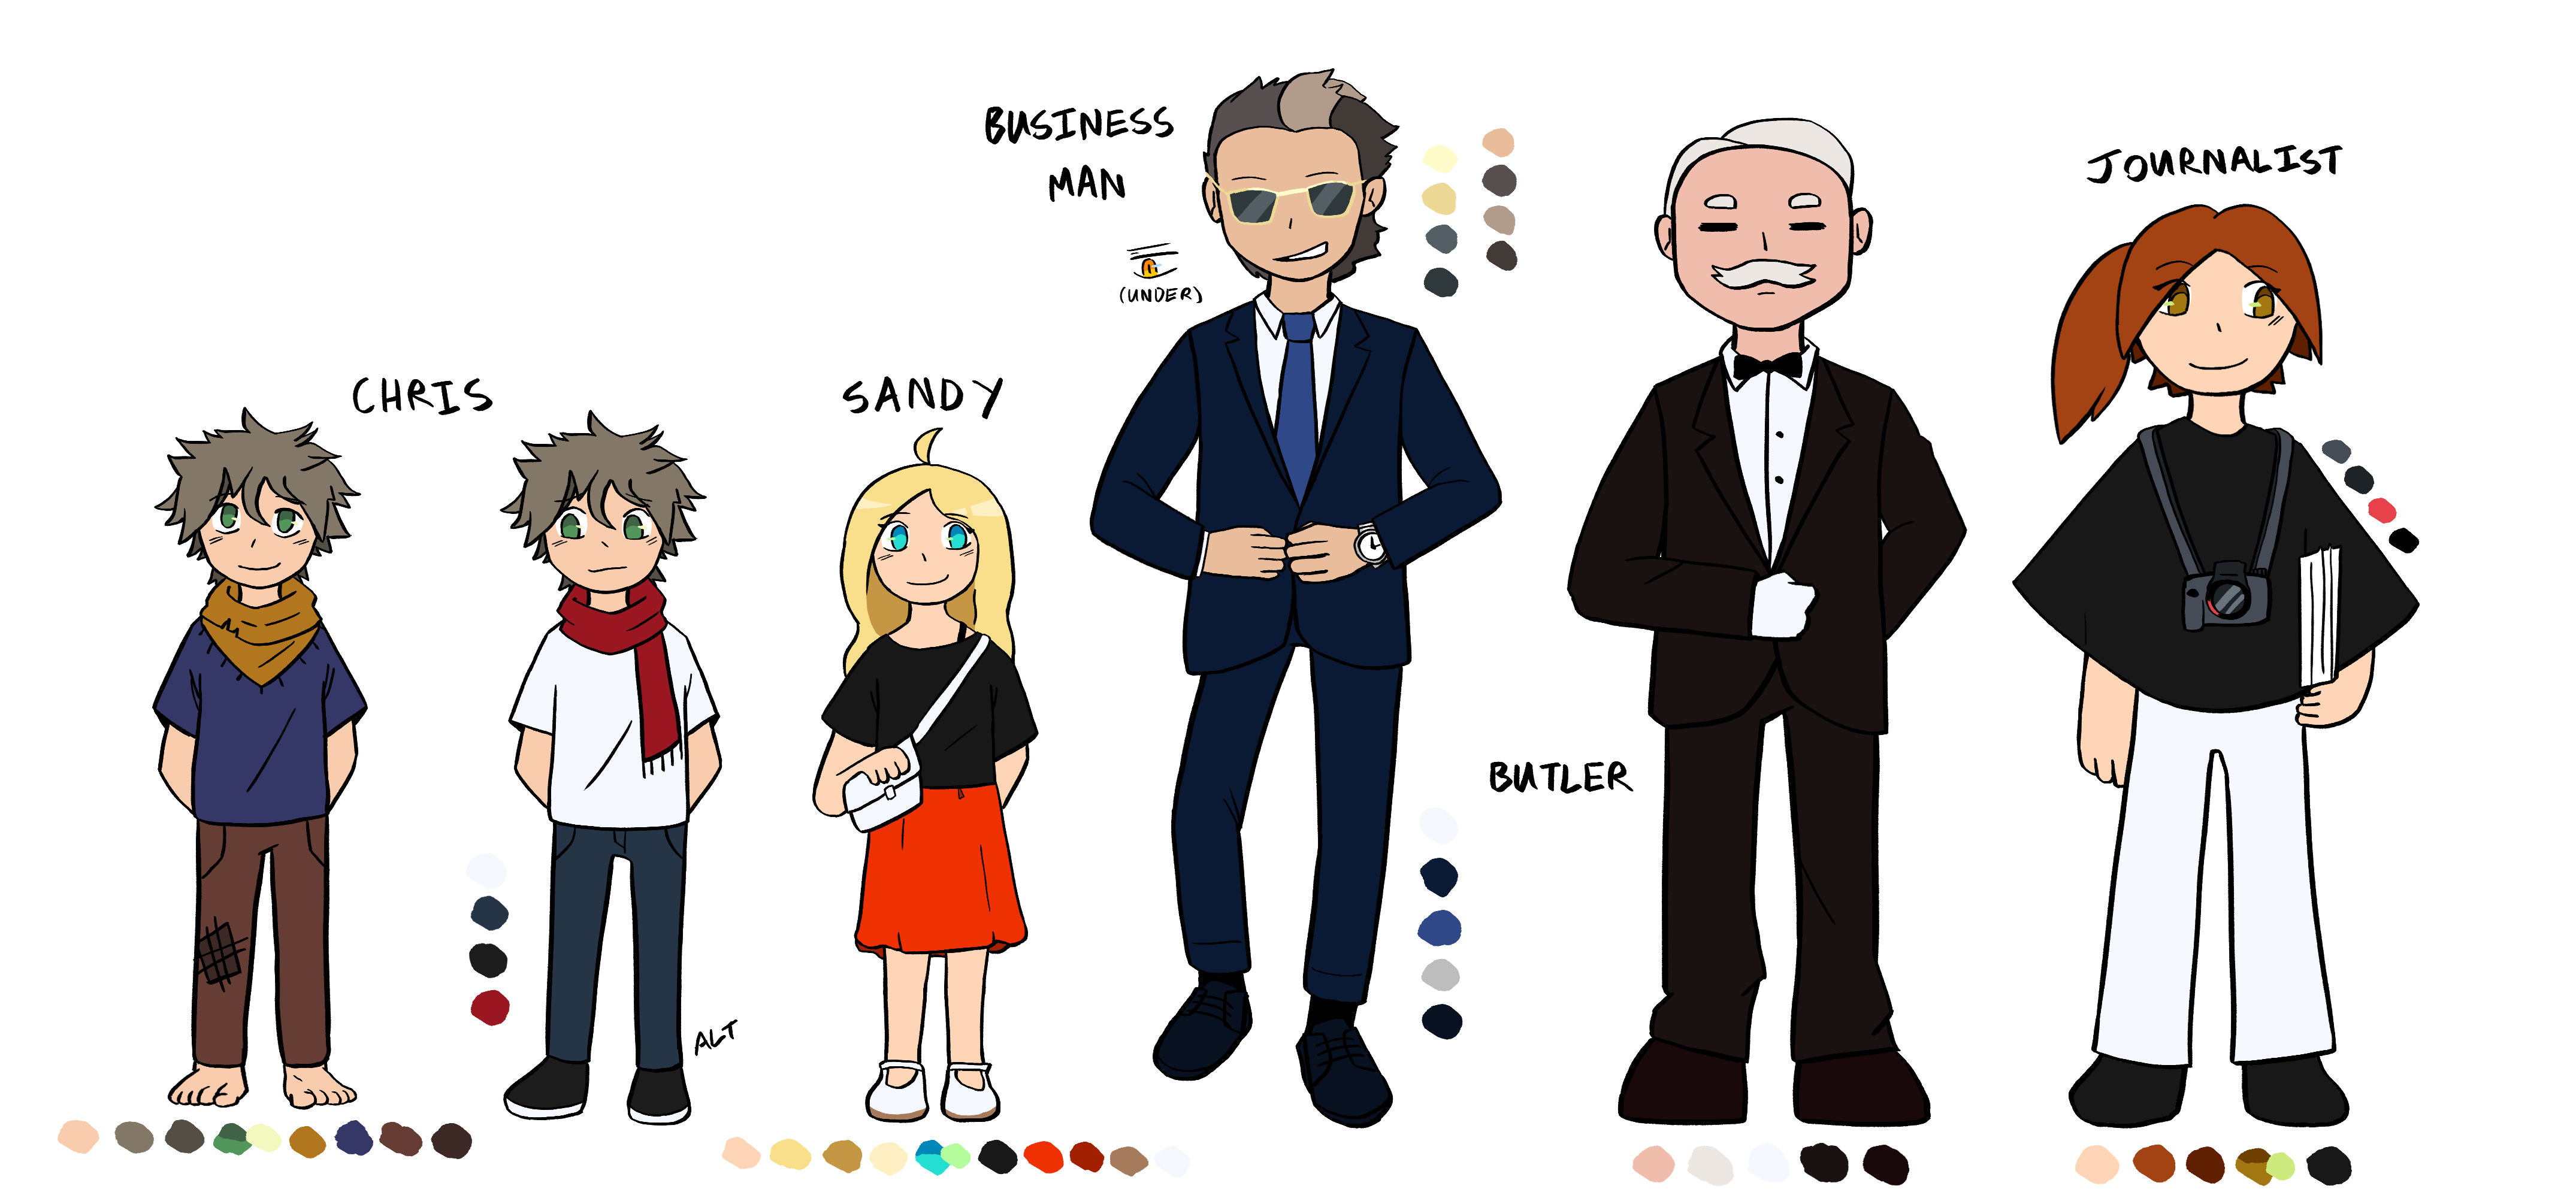 CHRIS
ALT
SANDY
BUSINESS
MAN
(UNDER)
BUTLER
JOURNALIST